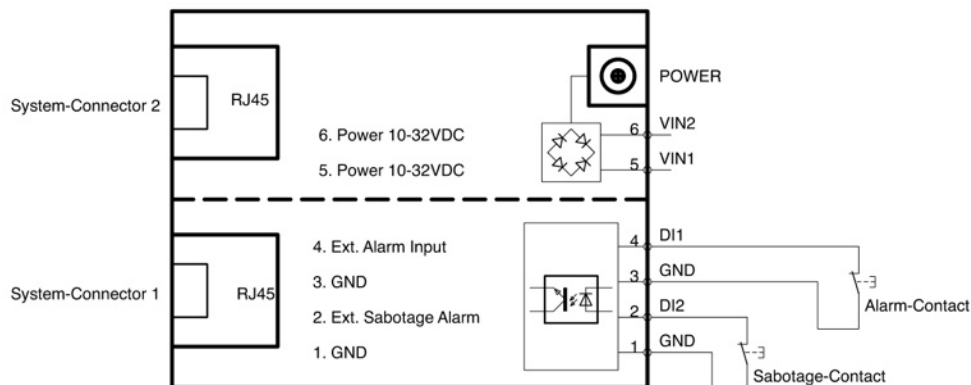 POWER
System-Connector 2
RJ45
6. Power 10-32VDC
6
VIN2
5. Power 10-32VDC
5
VIN1
4. Ext. Alarm Input
4
DI1
3. GND
3
GND
System-Connector 1
RJ45
Alarm-Contact
2. Ext. Sabotage Alarm
2
DI2
1. GND
1
GND
Sabotage-Contact